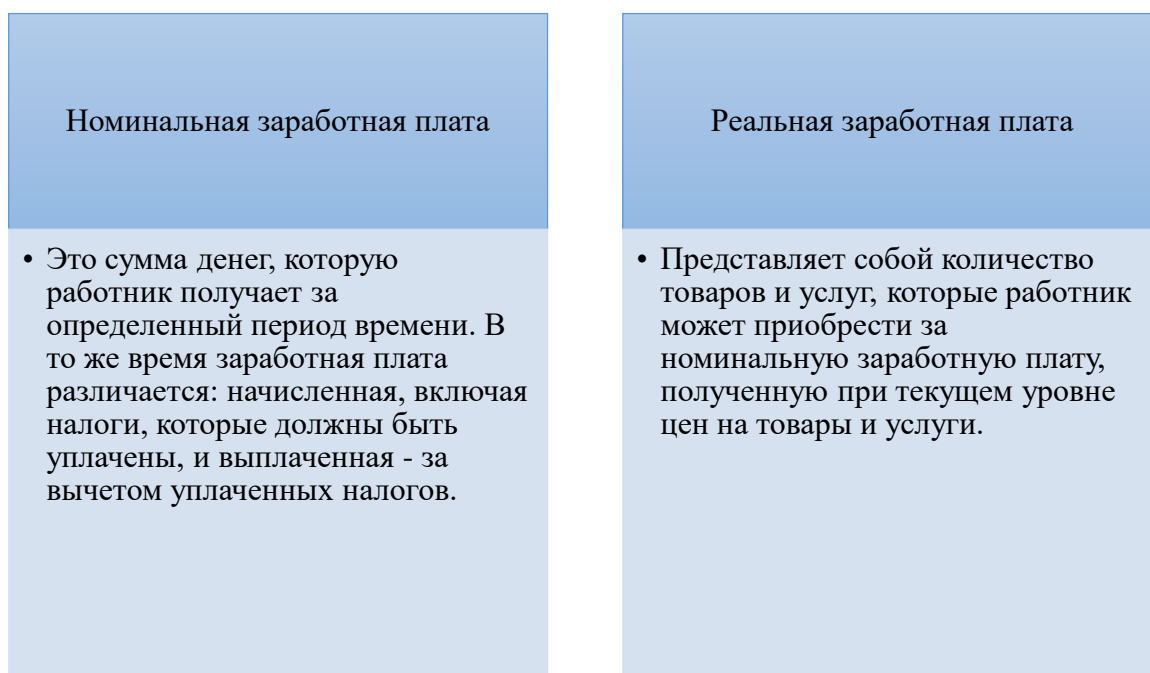 Номинальная заработная плата
• Это сумма денег, которую
работник получает за
определенный период времени. В
то же время заработная плата
различается: начисленная, включая
налоги, которые должны быть
уплачены, и выплаченная - за
вычетом уплаченных налогов.
Реальная заработная плата
• Представляет собой количество
товаров и услуг, которые работник
может приобрести за
номинальную заработную плату,
полученную при текущем уровне
цен на товары и услуги.